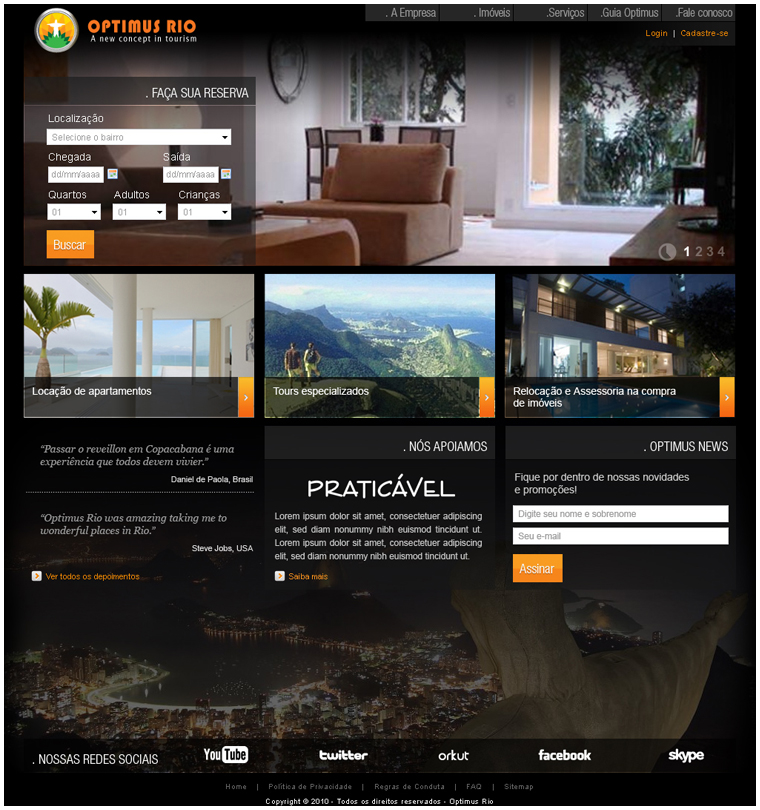 OPTIMUS RIO
A new concept in tourism
. A Empresa
. Imóveis
.Serviços
.Guia Optimus
.Fale conosco
Login | Cadastre-se
. FAÇA SUA RESERVA
Localização
Selecione o bairro
Chegada Saída
dd/mm/aaaa dd/mm/aaaa
Quartos Adultos Crianças
01 01 01
Buscar
1 2 3 4
Locação de apartamentos
Tours especializados
Relocação e Assessoria na compra
de imóveis
“Passar o reveillon em Copacabana é uma
experiência que todos devem vivier.”
Daniel de Paola, Brasil
“Optimus Rio was amazing taking me to
wonderful places in Rio.”
Steve Jobs, USA
Ver todos os depoimentos
. NÓS APOIAMOS
PRATICÁVEL
Lorem ipsum dolor sit amet, consectetuer adipiscing
elit, sed diam nonummy nibh euismod tincidunt ut.
Lorem ipsum dolor sit amet, consectetuer adipiscing
elit, sed diam nonummy nibh euismod tincidunt ut.
Saiba mais
. OPTIMUS NEWS
Fique por dentro de nossas novidades
e promoções!
Digite seu nome e sobrenome
Seu e-mail
Assinar
. NOSSAS REDES SOCIAIS
YouTube
twitter
orkut
facebook
skype
Home | Política de Privacidade | Regras de Conduta | FAQ | Sitemap
Copyright © 2010 - Todos os direitos reservados - Optimus Rio